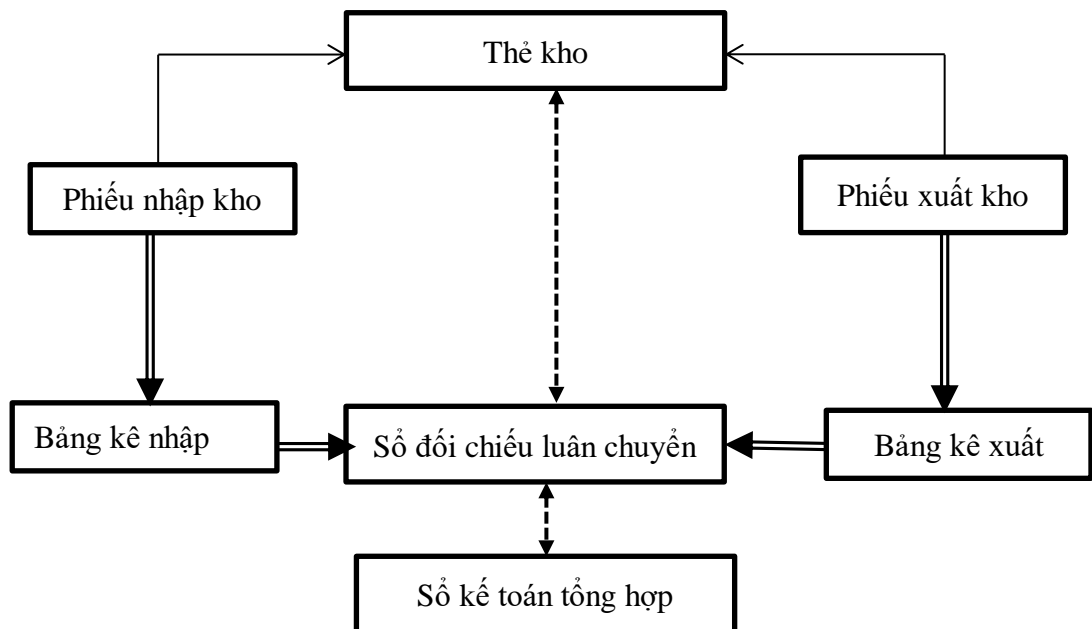 Thẻ kho
Phiếu nhập kho
Phiếu xuất kho
Bảng kê nhập
Sổ đối chiếu luân chuyển
Bảng kê xuất
Sổ kế toán tổng hợp